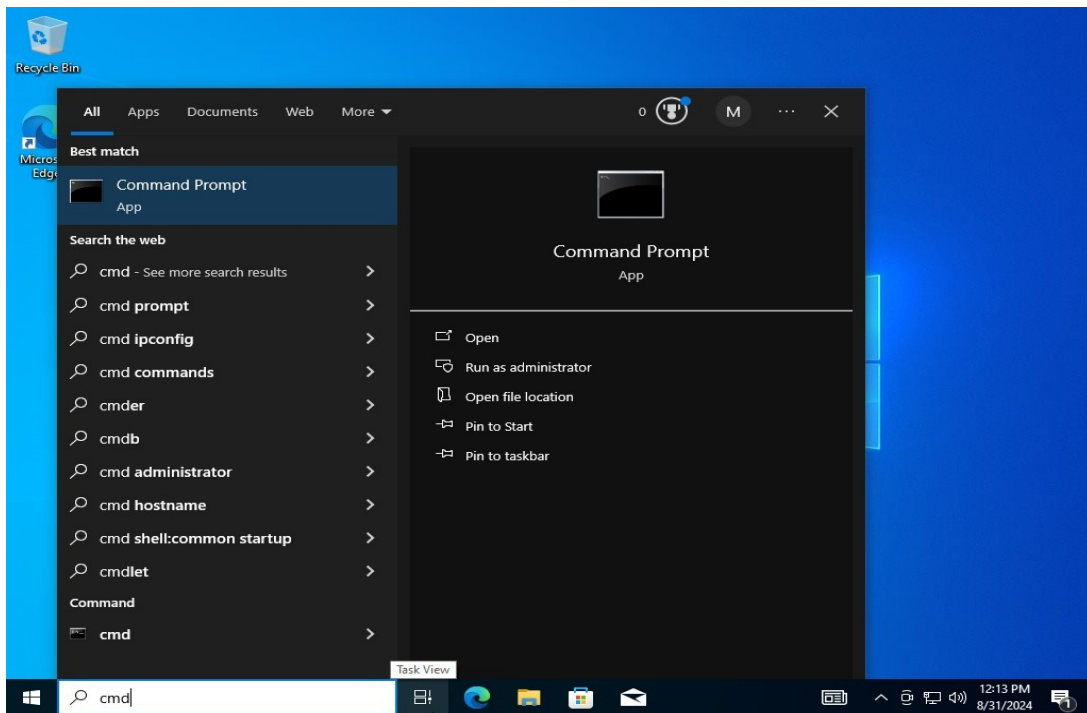 Recycle Bin
Micros
Edge
All Apps Documents Web More
0
M
Best match
Command Prompt
App
Search the web
cmd - See more search results
cmd prompt
cmd ipconfig
cmd commands
cmder
cmdb
cmd administrator
cmd hostname
cmd shell:common startup
cmdlet
Command
cmd
Command Prompt
App
Open
Run as administrator
Open file location
Pin to Start
Pin to taskbar
Task View
cmd
12:13 PM
8/31/2024
1